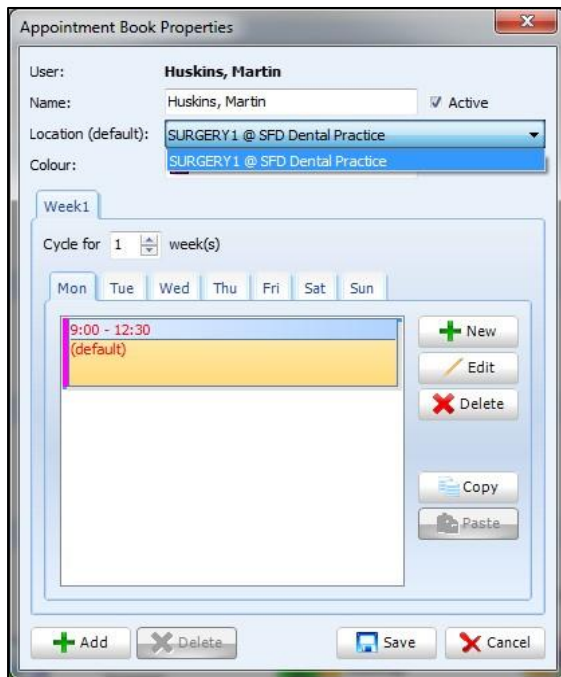 Appointment Book Properties
User: Huskins, Martin
Name: Huskins, Martin Active
Location (default): SURGERY1 @ SFD Dental Practice
SURGERY1 @ SFD Dental Practice
Colour:
Week1
Cycle for 1 week(s)
Mon Tue Wed Thu Fri Sat Sun
9:00 - 12:30
(default)
New
Edit
Delete
Copy
Paste
Add Delete Save Cancel